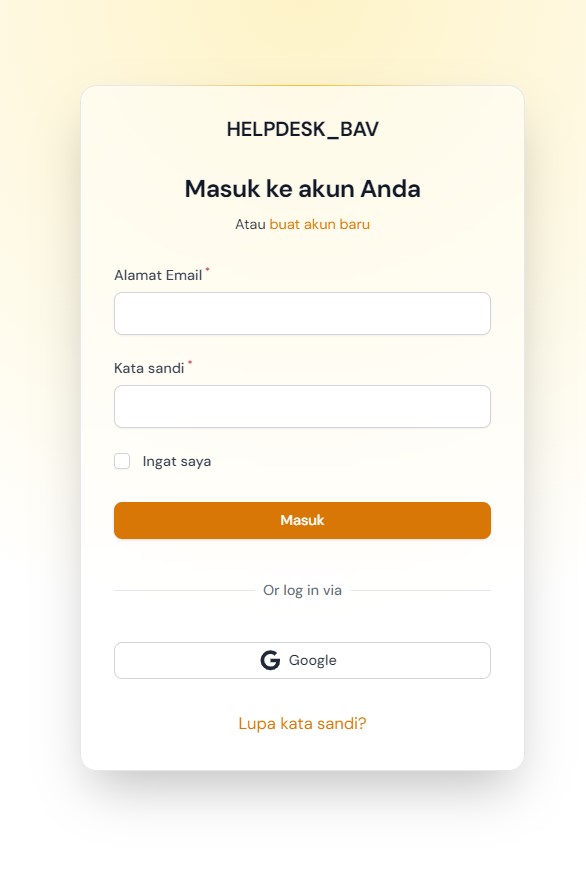 HELPDESK_BAV
Masuk ke akun Anda
Atau buat akun baru
Alamat Email*
Kata sandi*
Ingat saya
Masuk
Or log in via
Google
Lupa kata sandi?